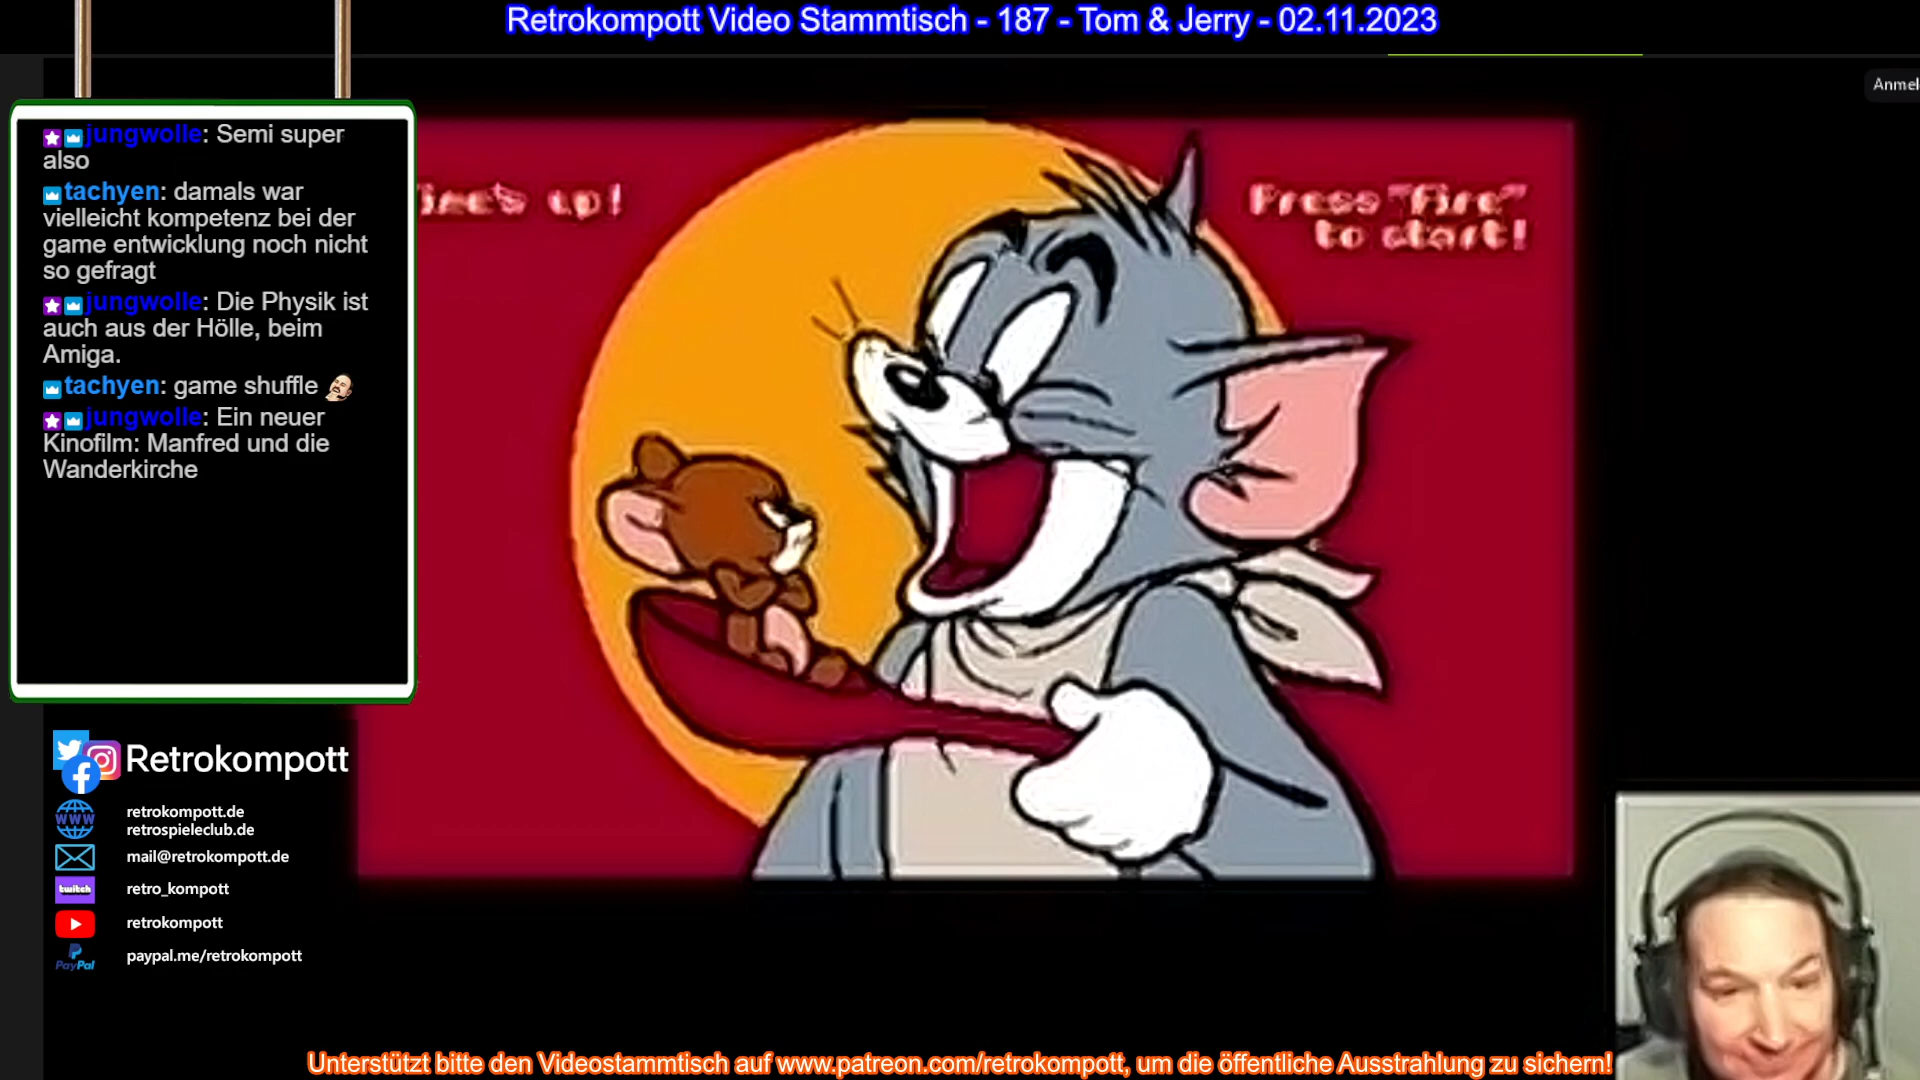 Retrokompott Video Stammtisch - 187 - Tom & Jerry - 02.11.2023
jungwolle: Semi super
also
tachyen: damals war
vielleicht kompetenz bei der
game entwicklung noch nicht
so gefragt
jungwolle: Die Physik ist
auch aus der Hölle, beim
Amiga.
tachyen: game shuffle
jungwolle: Ein neuer
Kinofilm: Manfred und die
Wanderkirche
up!
Press "Fire"
to start!
Retrokompott
www
retrokompott.de
retrospieleclub.de
mail@retrokompott.de
twitch
retro_kompott
retrokompott
PayPal
paypal.me/retrokompott
Unterstützt bitte den Videostammtisch auf www.patreon.com/retrokompott, um die öffentliche Ausstrahlung zu sichern!